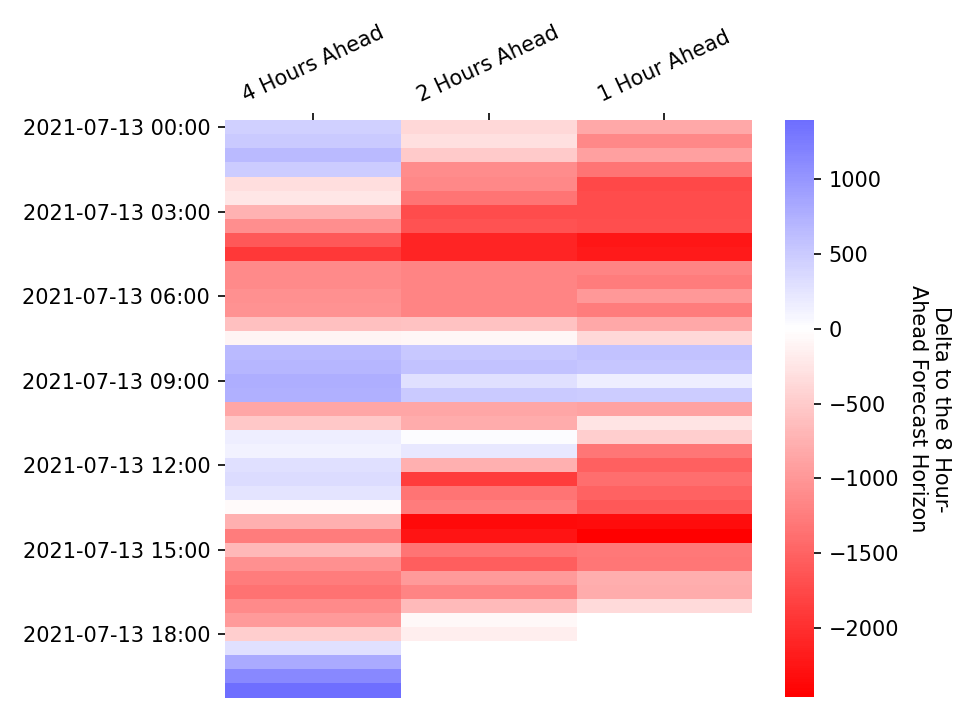 4 Hours Ahead
2 Hours Ahead
1 Hour Ahead
2021-07-13 00:00
2021-07-13 03:00
2021-07-13 06:00
2021-07-13 09:00
2021-07-13 12:00
2021-07-13 15:00
2021-07-13 18:00
1000
500
0
−500
−1000
−1500
−2000
Delta to the 8 Hour-
Ahead Forecast Horizon